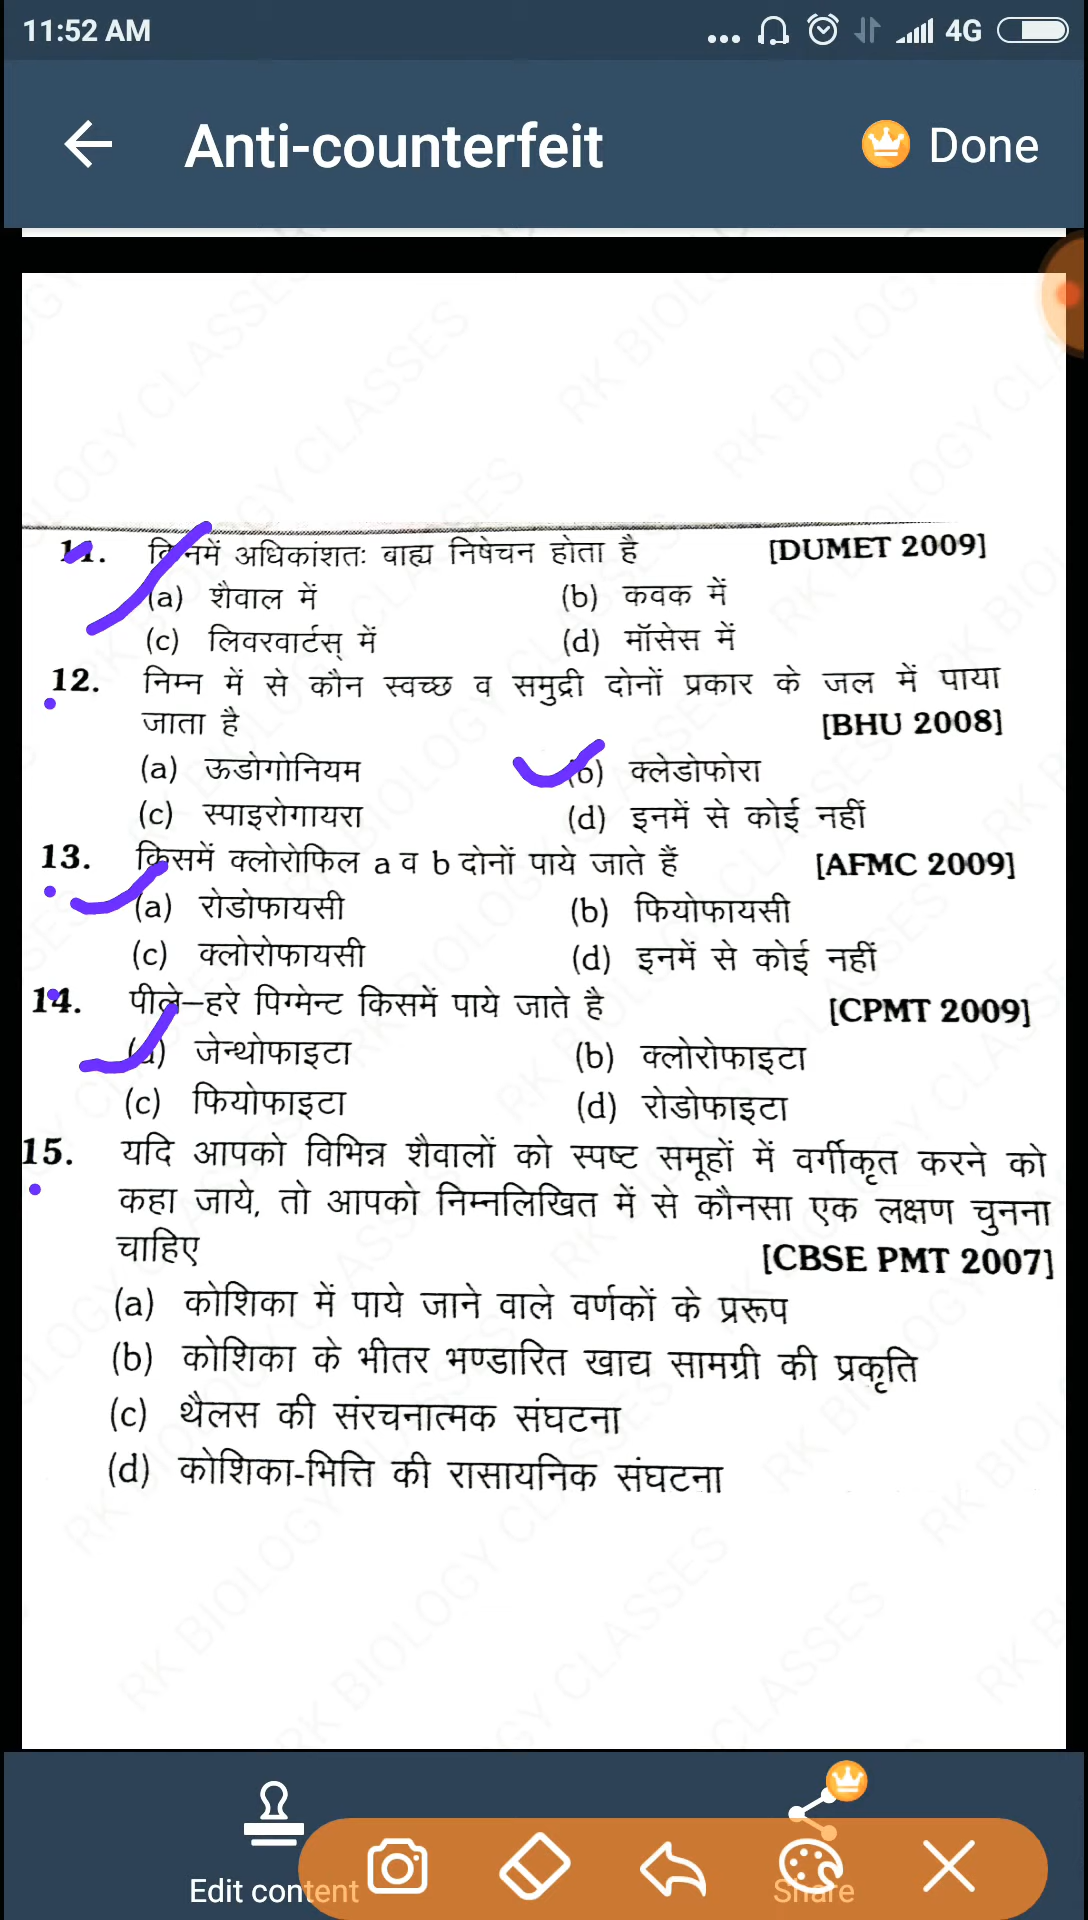 11:52 AM
4G
Anti-counterfeit
Done
11. किनमें अधिकांशतः बाह्य निषेचन होता है [DUMET 2009]
(a) शैवाल में (b) कवक में
(c) लिवरवार्टस् में (d) मॉसेस में
12. निम्न में से कौन स्वच्छ व समुद्री दोनों प्रकार के जल में पाया
जाता है [BHU 2008]
(a) ऊडोगोनियम (b) क्लेडोफोरा
(c) स्पाइरोगायरा (d) इनमें से कोई नहीं
13. किसमें क्लोरोफिल a व b दोनों पाये जाते हैं [AFMC 2009]
(a) रोडोफायसी (b) फियोफायसी
(c) क्लोरोफायसी (d) इनमें से कोई नहीं
14. पीले-हरे पिग्मेन्ट किसमें पाये जाते है [CPMT 2009]
(a) जेन्थोफाइटा (b) क्लोरोफाइटा
(c) फियोफाइटा (d) रोडोफाइटा
15. यदि आपको विभिन्न शैवालों को स्पष्ट समूहों में वर्गीकृत करने को
कहा जाये, तो आपको निम्नलिखित में से कौनसा एक लक्षण चुनना
चाहिए [CBSE PMT 2007]
(a) कोशिका में पाये जाने वाले वर्णकों के प्ररूप
(b) कोशिका के भीतर भण्डारित खाद्य सामग्री की प्रकृति
(c) थैलस की संरचनात्मक संघटना
(d) कोशिका-भित्ति की रासायनिक संघटना
RK BIOLOGY CLASSES
Edit content
Share